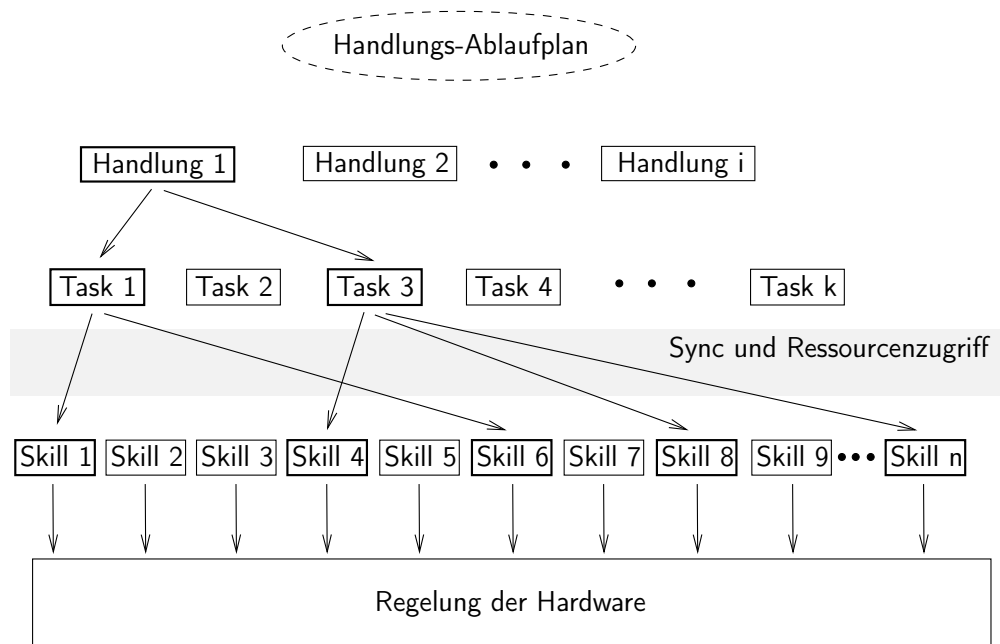 Handlungs-Ablaufplan
Handlung 1 Handlung 2 Handlung i
Task 1 Task 2 Task 3 Task 4 Task k
Sync und Ressourcenzugriff
Skill 1 Skill 2 Skill 3 Skill 4 Skill 5 Skill 6 Skill 7 Skill 8 Skill 9 Skill n
Regelung der Hardware